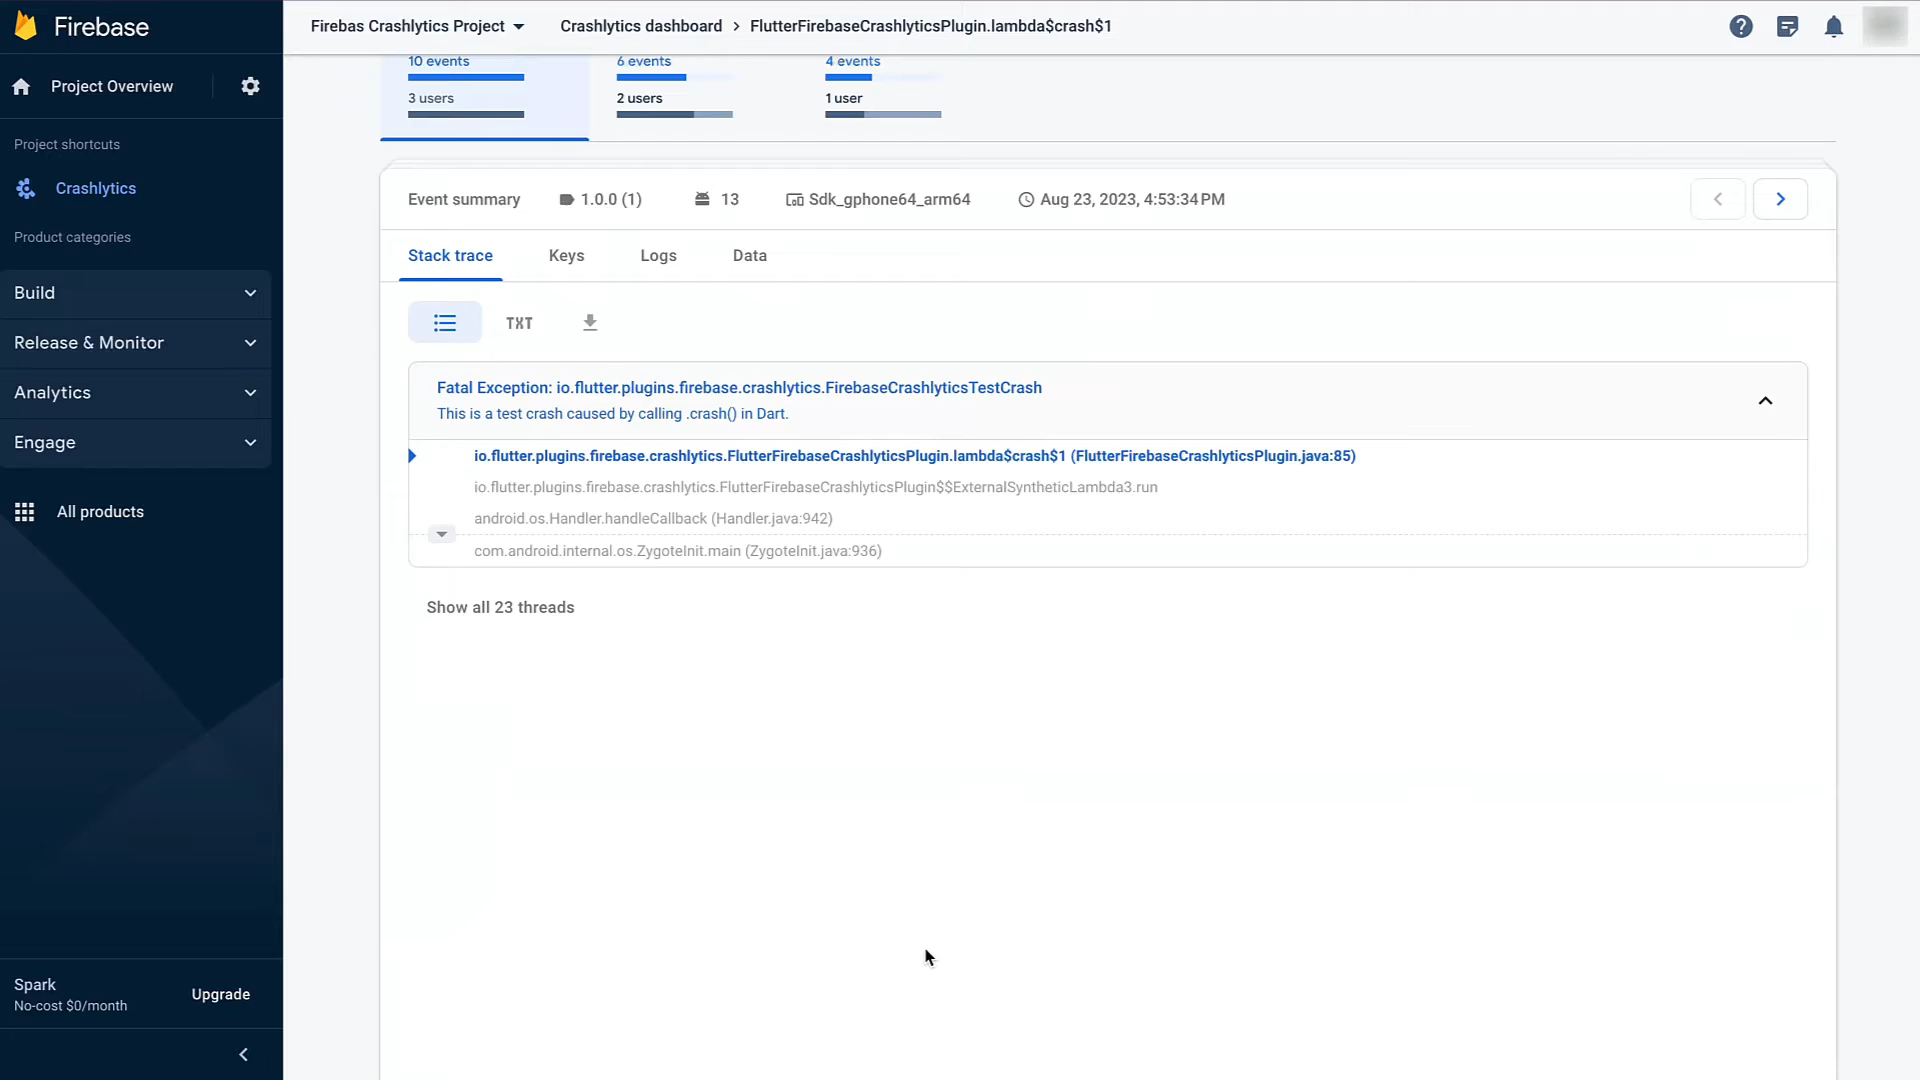 Firebase
Firebas Crashlytics Project
Crashlytics dashboard > FlutterFirebaseCrashlyticsPlugin.lambda$crash$1
Project Overview
Project shortcuts
Crashlytics
Product categories
Build
Release & Monitor
Analytics
Engage
All products
Spark
No-cost $0/month
Upgrade
10 events
6 events
4 events
3 users
2 users
1 user
Event summary
1.0.0 (1)
13
Sdk_gphone64_arm64
Aug 23, 2023, 4:53:34 PM
Stack trace
Keys
Logs
Data
TXT
Fatal Exception: io.flutter.plugins.firebase.crashlytics.FirebaseCrashlyticsTestCrash
This is a test crash caused by calling .crash() in Dart.
io.flutter.plugins.firebase.crashlytics.FlutterFirebaseCrashlyticsPlugin.lambda$crash$1 (FlutterFirebaseCrashlyticsPlugin.java:85)
io.flutter.plugins.firebase.crashlytics.FlutterFirebaseCrashlyticsPlugin$$ExternalSyntheticLambda3.run
android.os.Handler.handleCallback (Handler.java:942)
com.android.internal.os.ZygoteInit.main (ZygoteInit.java:936)
Show all 23 threads